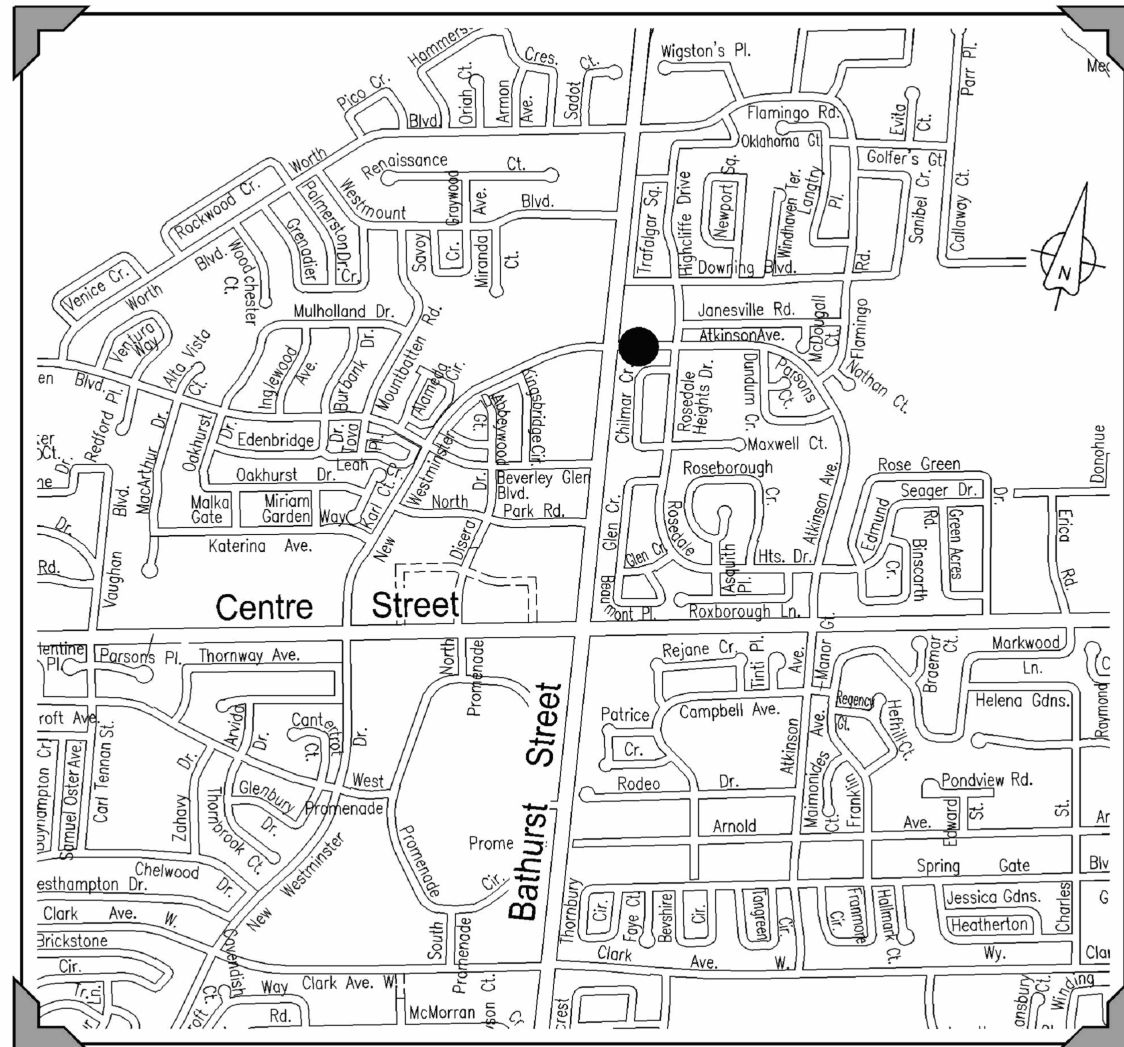 Hammers
Cres.
Wigston's Pl.
Parr Pl.
Pico Cr.
Blvd.
Oriah Ct.
Armon Ave.
Sadot Ct.
Flamingo Rd.
Evita Ct.
Oklahoma Gt.
Golfer's Gt.
Worth
Renaissance Ct.
Rockwood Cr.
Palmerston Dr.
Westmount
Graywood Ave.
Blvd.
Trafalgar Sq.
Highcliffe Drive
Newport Sq.
Windhaven Ter.
Langtry Pl.
Sanibel Cr.
Callaway Ct.
Grenadier Cr.
Savoy Cr.
Miranda Ct.
Blvd.
Woodchester Ct.
Downing Blvd.
Rd.
N
Venice Cr.
Worth
Mulholland Dr.
Janesville Rd.
Ventura Way
Alta Vista Ct.
Inglewood Ave.
Burbank Dr.
Mountbatten Rd.
Atkinson Ave.
McDougall Ct.
Flamingo
Blvd.
Redford Pl.
Alameda Cir.
Kingsbridge Cir.
Chilmar Cr.
Rosedale Heights Dr.
Dundurn Cr.
Parsons Ct.
Nathan Ct.
MacArthur Dr.
Oakhurst Dr.
Edenbridge Dr.
Tova Pl.
Abbeywood Gt.
Westminster
Maxwell Ct.
Leah Ct.
Oakhurst Dr.
Beverley Glen Blvd.
Roseborough Cr.
Rose Green Dr.
Donohue
Malka Gate
Miriam Garden Way
Karl Ct.
North Park Rd.
Disera Dr.
Glen Cr.
Rosedale
Atkinson Ave.
Seager Dr.
Dr.
Blvd.
Katerina Ave.
New
Glen Cr.
Hts. Dr.
Edmund Cr.
Rd.
Binscarth
Green Acres
Erica Rd.
Rd.
Vaughan
Asquith Pl.
Beaumont Pl.
Roxborough Ln.
Centre Street
Manor Gt.
Markwood Ln.
Parson's Pl.
Thornway Ave.
North Promenade
Rejane Cr.
Tinti Pl.
Ave.
Braemar Ct.
Helena Gdns.
Raymond
Carl Tennan St.
Arvida Dr.
Cantertrot Ct.
Dr.
Patrice Cr.
Campbell Ave.
Regency Gt.
Ave.
Hefhill Ct.
Samuel Oster Ave.
Zahavy Dr.
Glenbury Dr.
West Promenade
Bathurst Street
Rodeo Dr.
Atkinson
Maimonides Ct.
Franklin
Pondview Rd.
Edward St.
St.
Thornbrook Ct.
Promenade
Prome
Cir.
Arnold Ave.
Chelwood Dr.
New Westminster
Spring Gate
Blv
esthampton Dr.
Clark Ave. W.
Brickstone
Cir.
Cavendish Ct.
South Promenade
Thornbury Cir.
Faye Ct.
Bevshire Cir.
Tangreen Cir.
Franmore Cir.
Hallmark Ct.
Jessica Gdns.
Heatherton Wy.
Charles
Clark Ave. W.
Clark Ave. W.
Way
Rd.
McMorran
Winding